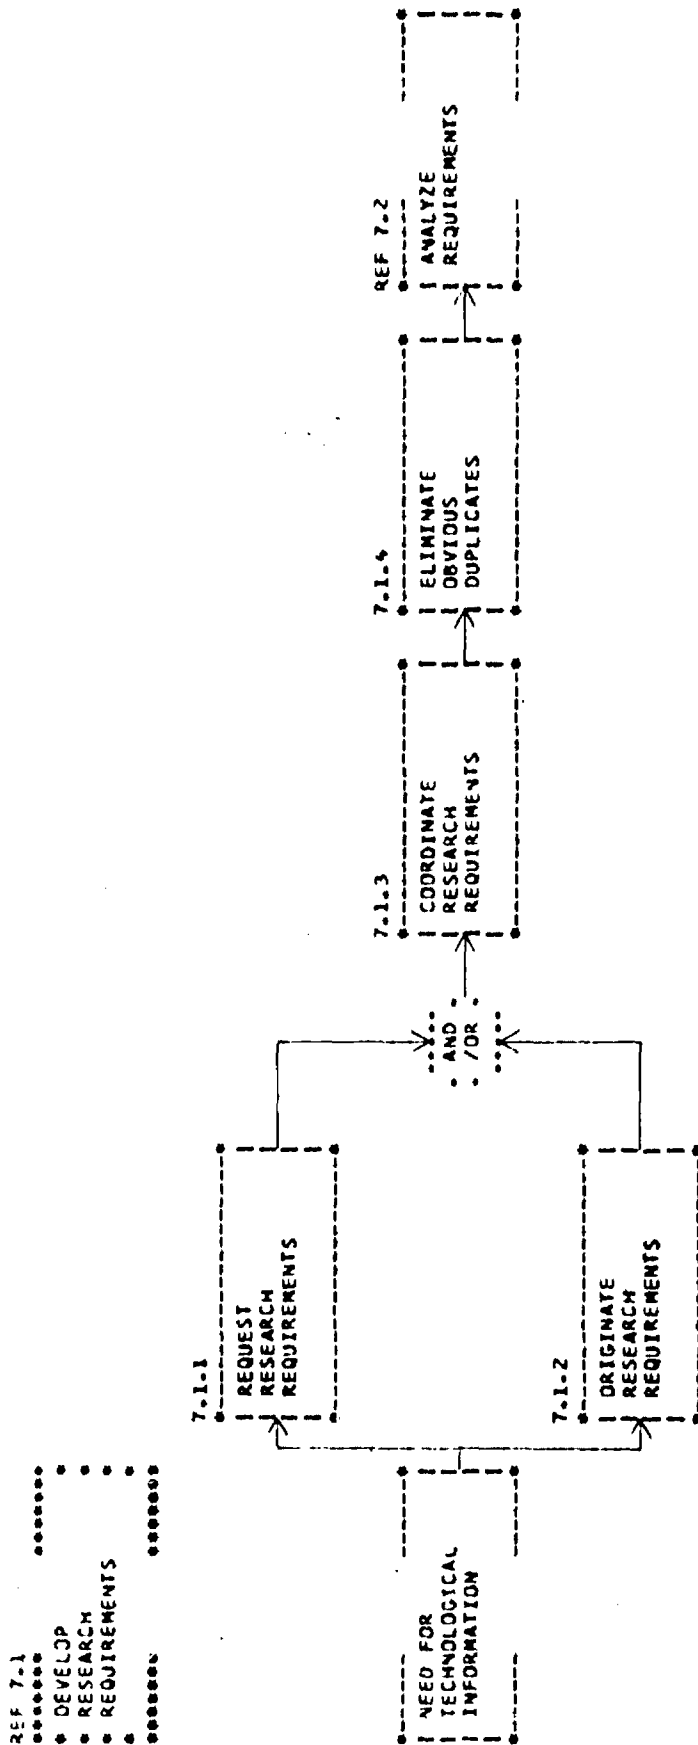 REF 7.1
DEVELOP
RESEARCH
REQUIREMENTS
NEED FOR
TECHNOLOGICAL
INFORMATION
7.1.1
REQUEST
RESEARCH
REQUIREMENTS
7.1.2
ORIGINATE
RESEARCH
REQUIREMENTS
AND
/OR
7.1.3
COORDINATE
RESEARCH
REQUIREMENTS
7.1.4
ELIMINATE
OBVIOUS
DUPLICATES
REF 7.2
ANALYZE
REQUIREMENTS